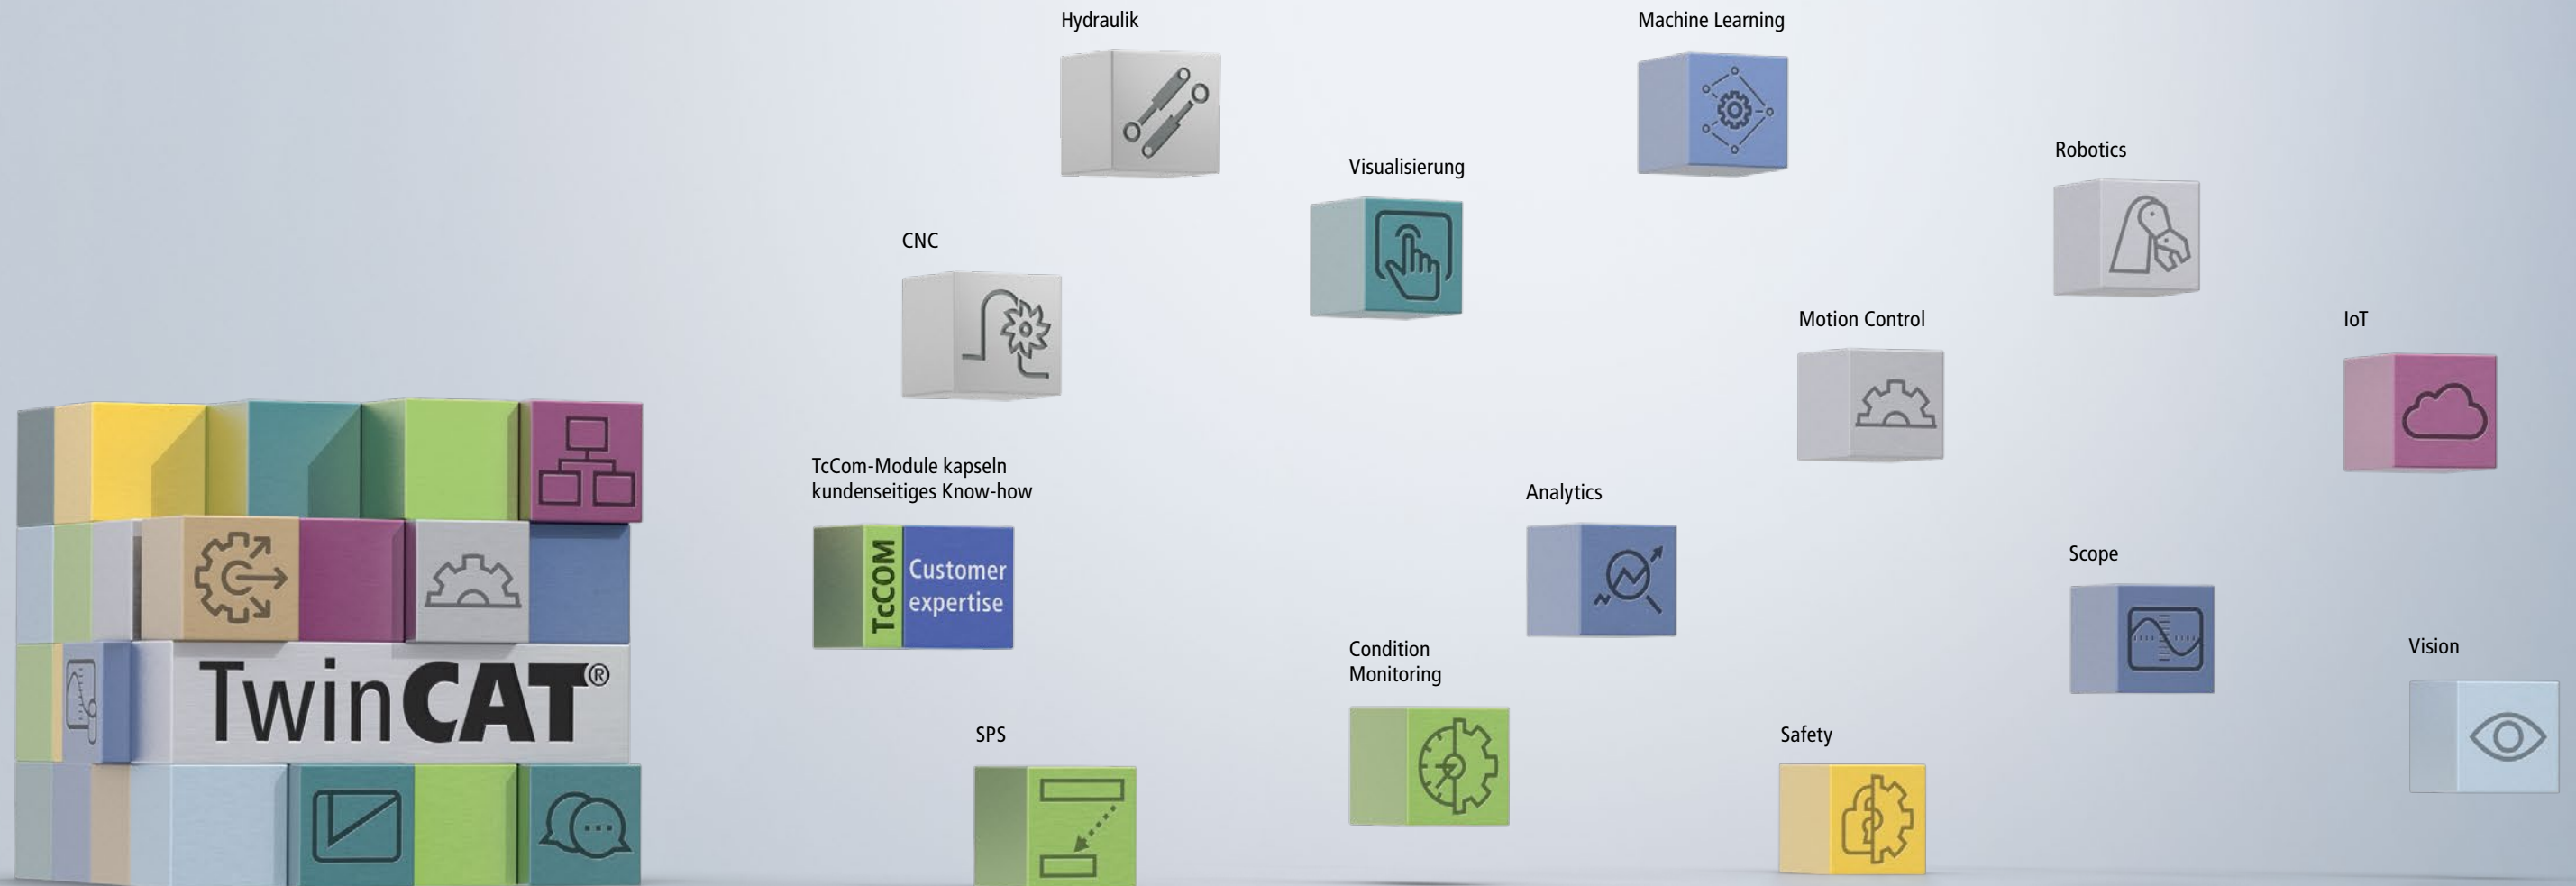 Hydraulik
Machine Learning
Robotics
Visualisierung
CNC
Motion Control
IoT
TcCom-Module kapseln
kundenseitiges Know-how
TcCOM
Customer
expertise
Analytics
Scope
Condition
Monitoring
Vision
TwinCAT®
SPS
Safety